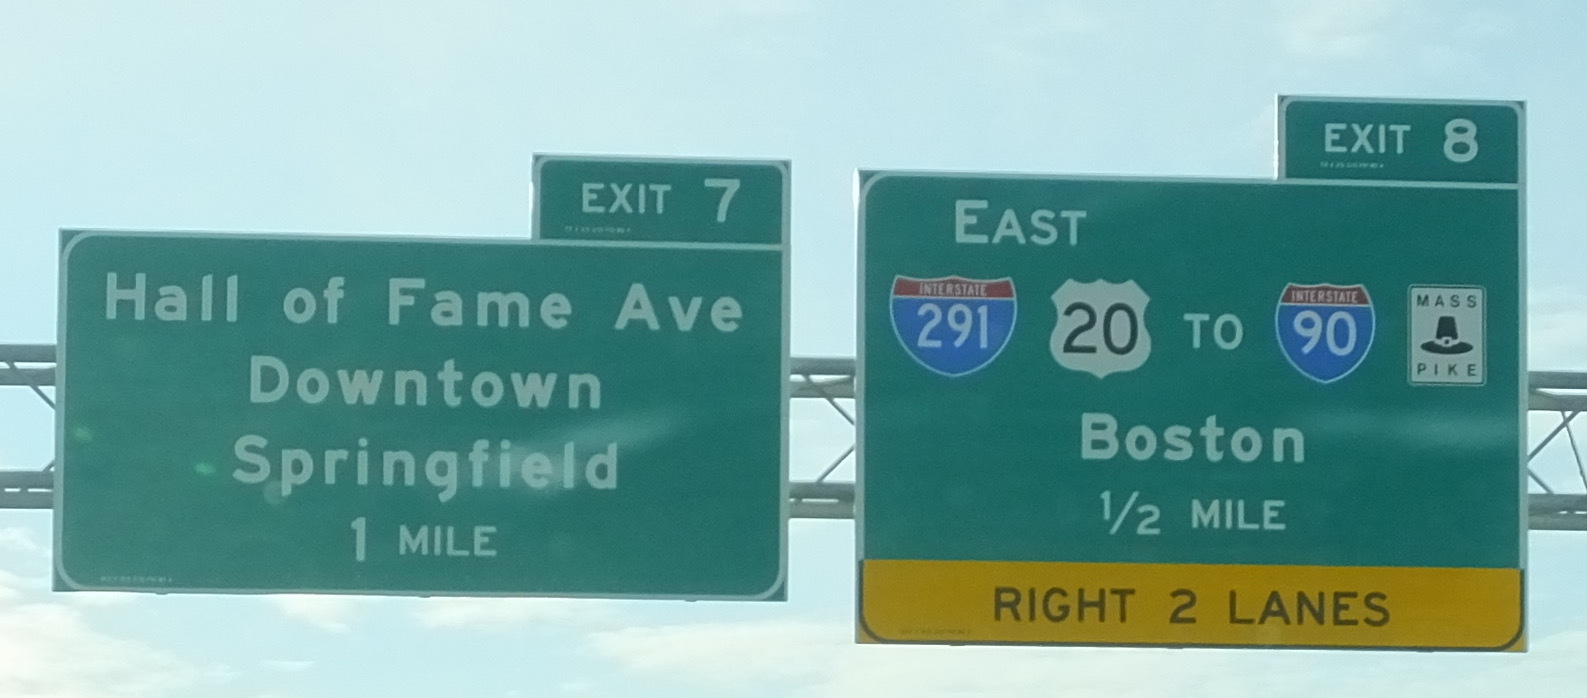 EXIT 7
Hall of Fame Ave
Downtown
Springfield
1 MILE
EXIT 8
EAST
INTERSTATE 291 20 TO INTERSTATE 90 MASS PIKE
Boston
1/2 MILE
RIGHT 2 LANES